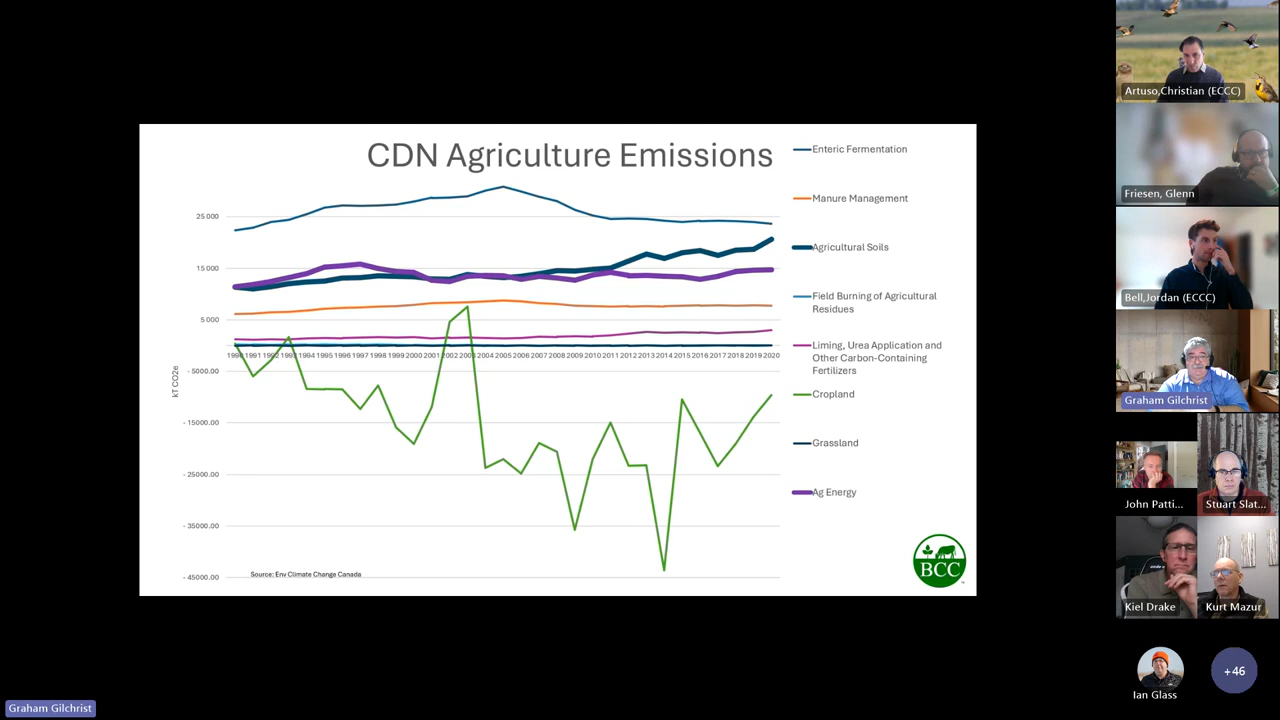 CDN Agriculture Emissions
25 000
15 000
5 000
- 5000.00
- 15000.00
- 25000.00
- 35000.00
- 45000.00
kT CO2e
1990 1991 1992 1993 1994 1995 1996 1997 1998 1999 2000 2001 2002 2003 2004 2005 2006 2007 2008 2009 2010 2011 2012 2013 2014 2015 2016 2017 2018 2019 2020
Source: Env Climate Change Canada
Enteric Fermentation
Manure Management
Agricultural Soils
Field Burning of Agricultural
Residues
Liming, Urea Application and
Other Carbon-Containing
Fertilizers
Cropland
Grassland
Ag Energy
BCC
Artuso,Christian (ECCC)
Friesen, Glenn
Bell,Jordan (ECCC)
Graham Gilchrist
John Patti...
Stuart Slat...
Kiel Drake
Kurt Mazur
Ian Glass
+46
Graham Gilchrist